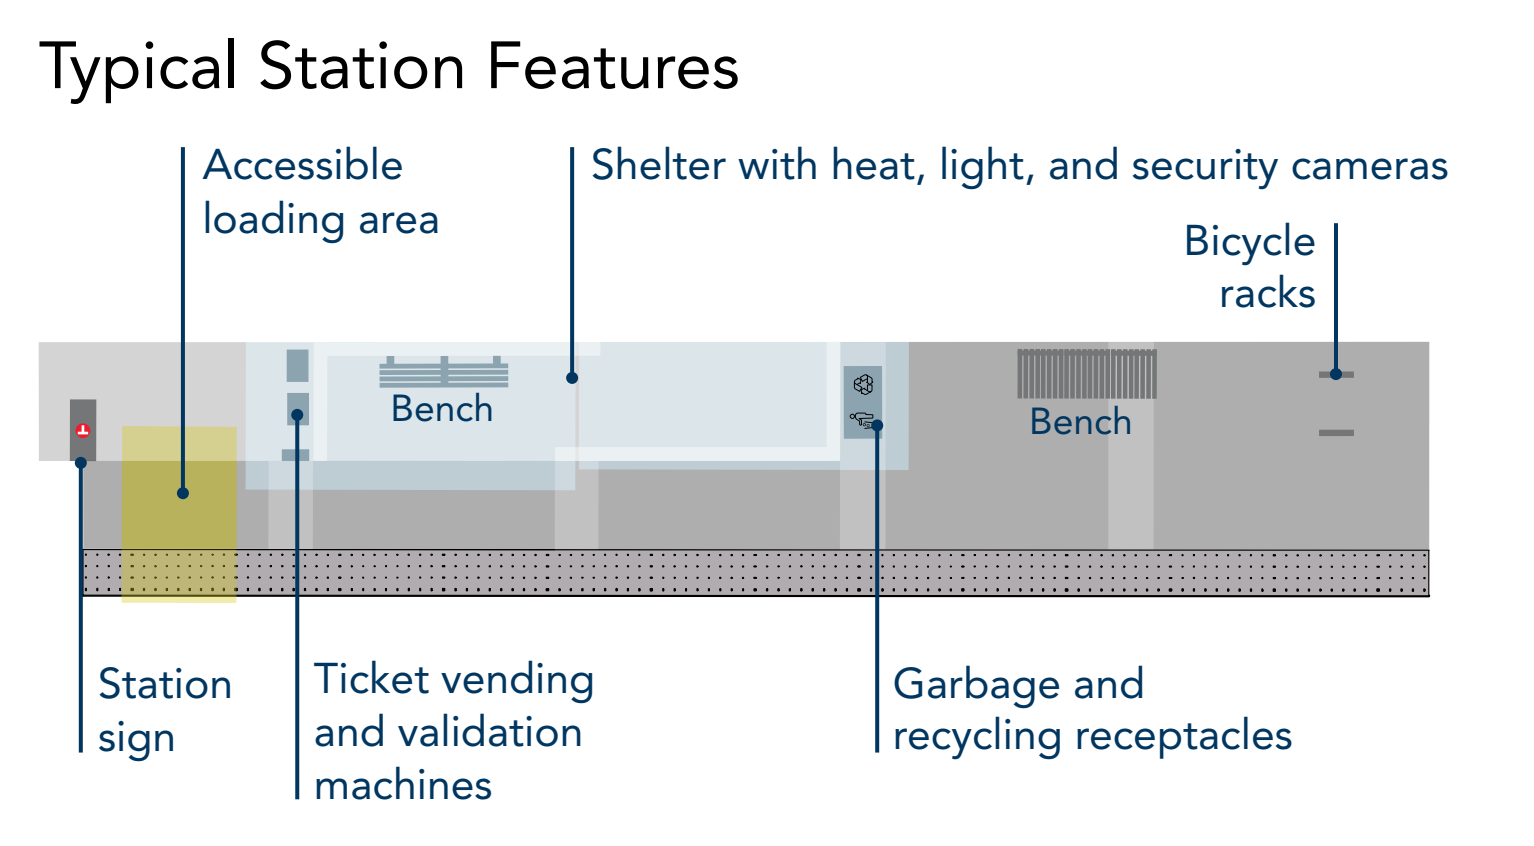 Typical Station Features
Accessible
loading area
Shelter with heat, light, and security cameras
Bicycle
racks
Bench
Bench
Station
sign
Ticket vending
and validation
machines
Garbage and
recycling receptacles